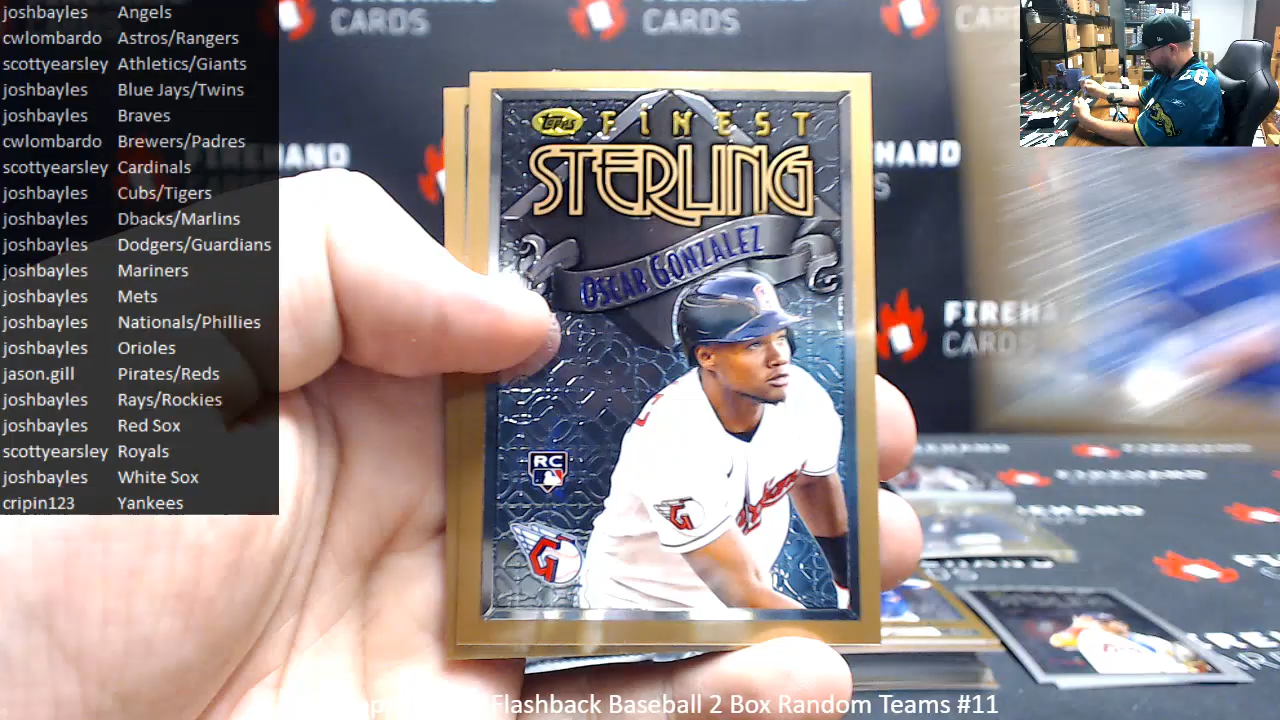 joshbayles Angels
cwlombardo Astros/Rangers
scottyearsley Athletics/Giants
joshbayles Blue Jays/Twins
joshbayles Braves
cwlombardo Brewers/Padres
scottyearsley Cardinals
joshbayles Cubs/Tigers
joshbayles Dbacks/Marlins
joshbayles Dodgers/Guardians
joshbayles Mariners
joshbayles Mets
joshbayles Nationals/Phillies
joshbayles Orioles
jason.gill Pirates/Reds
joshbayles Rays/Rockies
joshbayles Red Sox
scottyearsley Royals
joshbayles White Sox
cripin123 Yankees
CARDS
CARDS
Topps FINEST
STERLING
OSCAR GONZALEZ
RC
FIREHAND
CARDS
Flashback Baseball 2 Box Random Teams #11